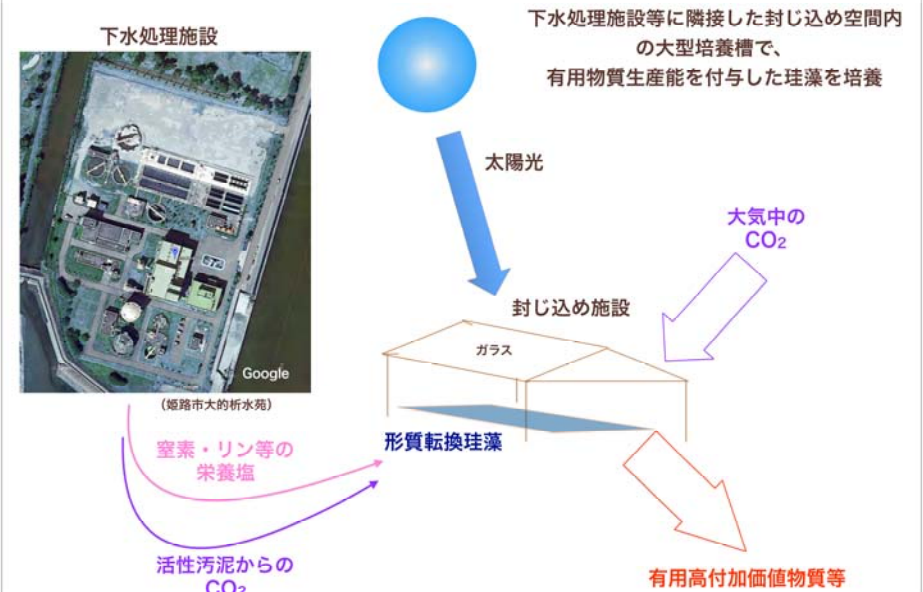 下水処理施設
下水処理施設等に隣接した封じ込め空間内
の大型培養槽で、
有用物質生産能を付与した珪藻を培養
太陽光
大気中の
CO₂
封じ込め施設
ガラス
Google
（姫路市大的析水苑）
形質転換珪藻
窒素・リン等の
栄養塩
活性汚泥からの
CO₂
有用高付加価値物質等